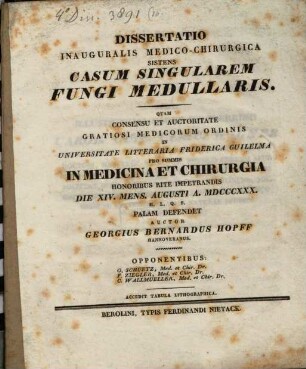 4° Diss. 3891 (10
DISSERTATIO
INAUGURALIS MEDICO-CHIRURGICA
SISTENS
CASUM SINGULAREM
FUNGI MEDULLARIS.
QUAM
CONSENSU ET AUCTORITATE
GRATIOSI MEDICORUM ORDINIS
IN
UNIVERSITATE LITTERARIA FRIDERICA GUILELMA
PRO SUMMIS
IN MEDICINA ET CHIRURGIA
HONORIBUS RITE IMPETRANDIS
DIE XIV. MENS. AUGUSTI A. MDCCCXXX.
H. L. Q. S.
PALAM DEFENDET
AUCTOR
GEORGIUS BERNARDUS HOPFF
HANNOVERANUS.
OPPONENTIBUS:
G. SCHUETZ, Med. et Chir. Dr.
F. ZIEGLER, Med. et Chir. Dr.
C. WALLMUELLER, Med. et Chir. Dr.
ACCEDIT TABULA LITHOGRAPHICA.
BEROLINI, TYPIS FERDINANDI NIETACK.